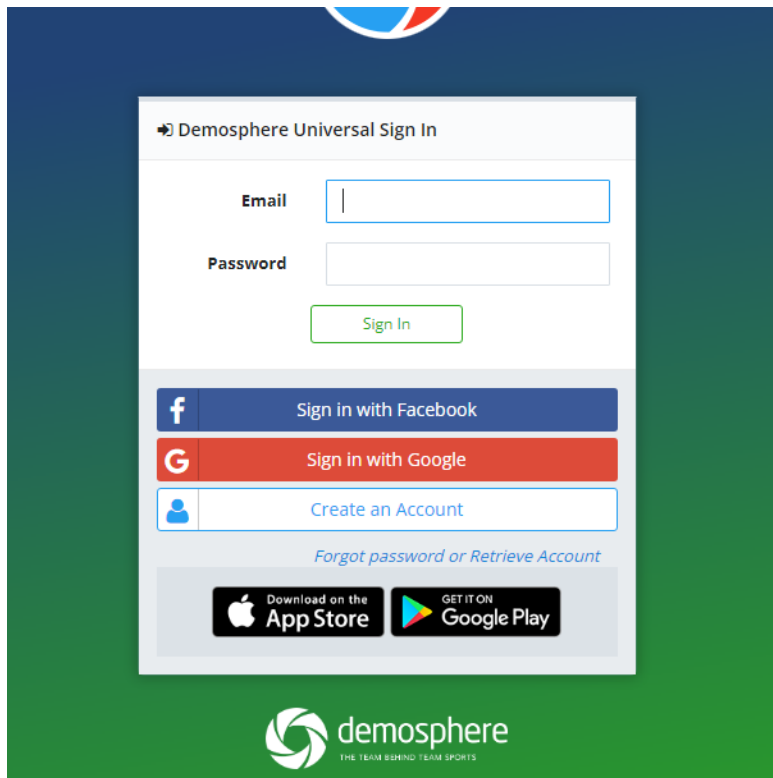 Demosphere Universal Sign In
Email
Password
Sign In
Sign in with Facebook
Sign in with Google
Create an Account
Forgot password or Retrieve Account
Download on the
App Store
GET IT ON
Google Play
demosphere
THE TEAM BEHIND TEAM SPORTS